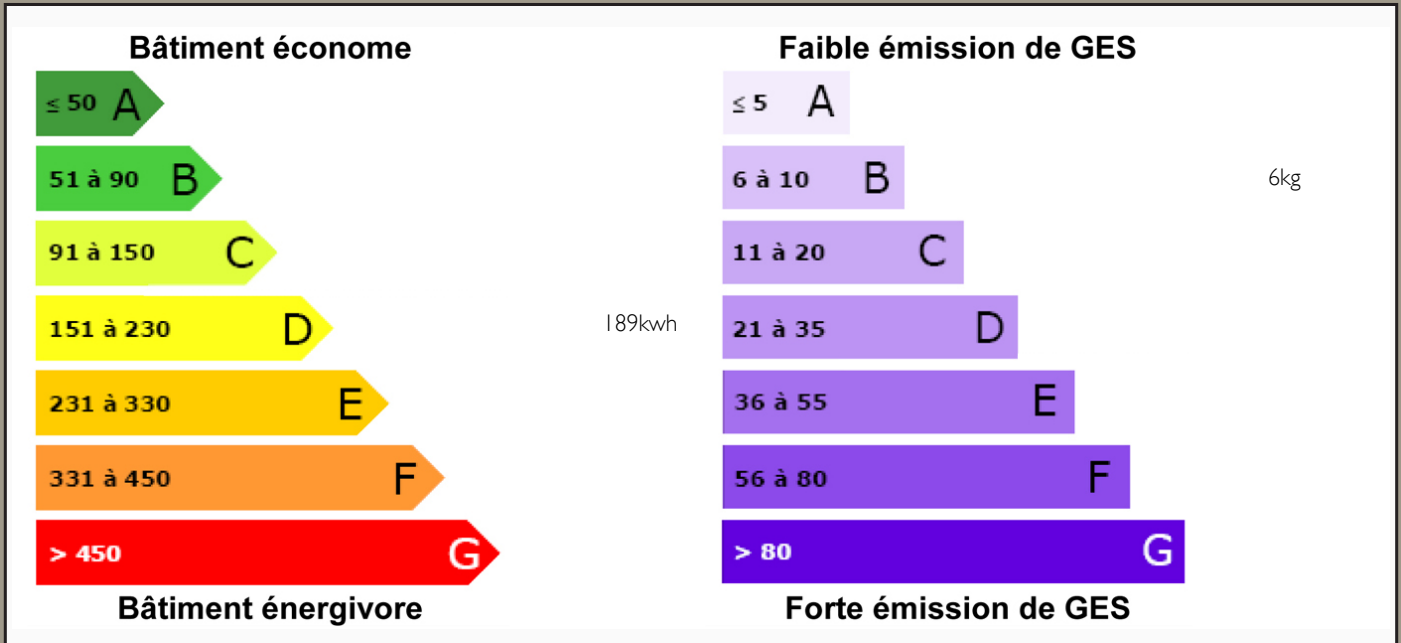 Bâtiment économe
≤ 50 A
51 à 90 B
91 à 150 C
151 à 230 D
189kwh
231 à 330 E
331 à 450 F
> 450 G
Bâtiment énergivore
Faible émission de GES
≤ 5 A
6 à 10 B
6kg
11 à 20 C
21 à 35 D
36 à 55 E
56 à 80 F
> 80 G
Forte émission de GES